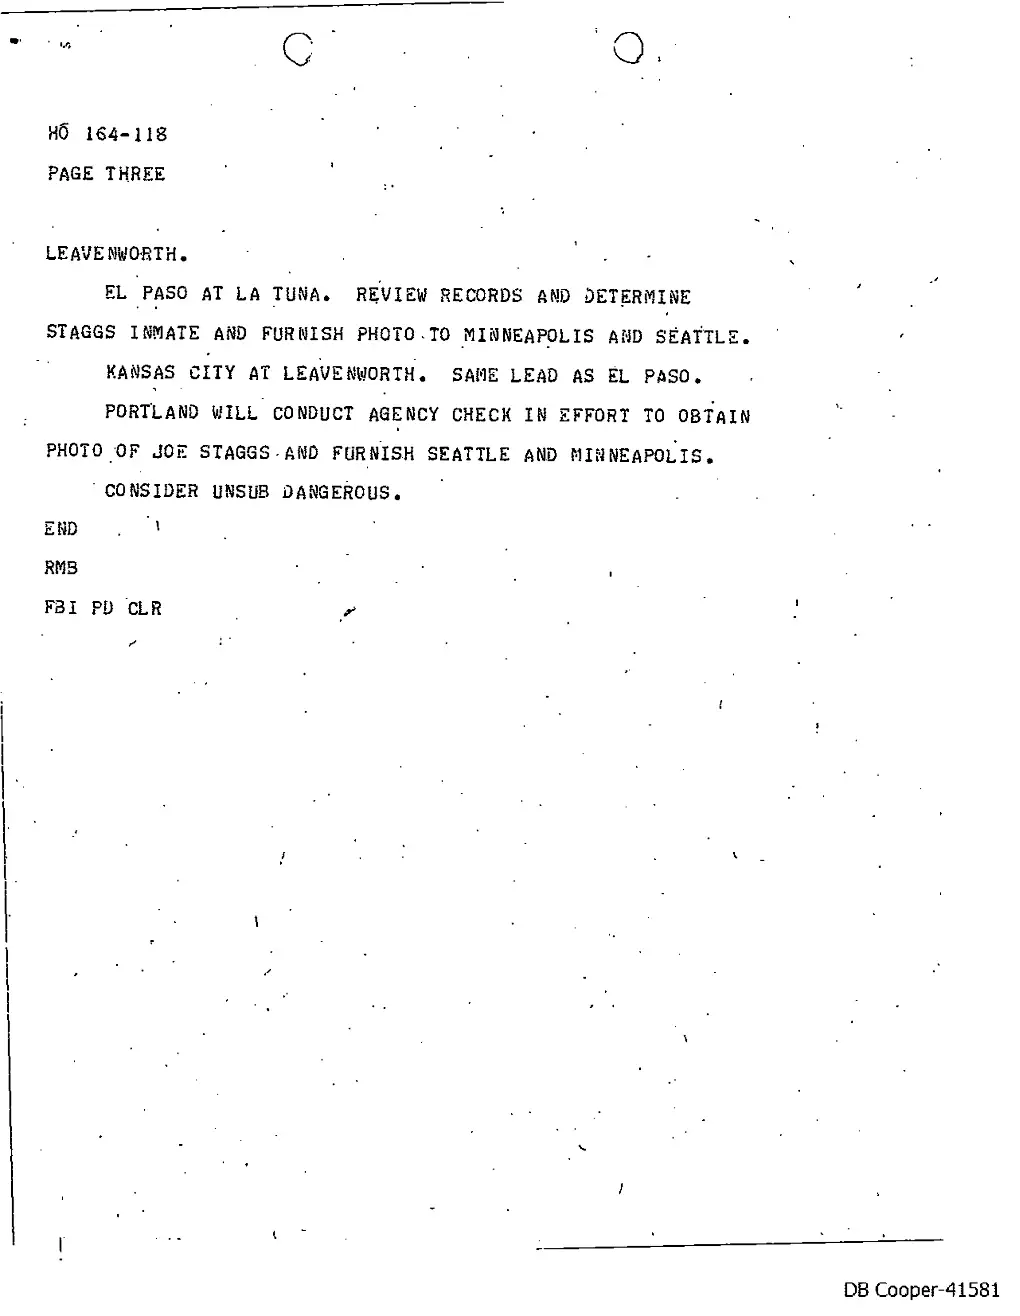 HO 164-118
PAGE THREE
LEAVENWORTH.
EL PASO AT LA TUNA. REVIEW RECORDS AND DETERMINE
STAGGS INMATE AND FURNISH PHOTO TO MINNEAPOLIS AND SEATTLE.
KANSAS CITY AT LEAVENWORTH. SAME LEAD AS EL PASO.
PORTLAND WILL CONDUCT AGENCY CHECK IN EFFORT TO OBTAIN
PHOTO OF JOE STAGGS AND FURNISH SEATTLE AND MINNEAPOLIS.
CONSIDER UNSUB DANGEROUS.
END
RMB
FBI PD CLR
DB Cooper-41581